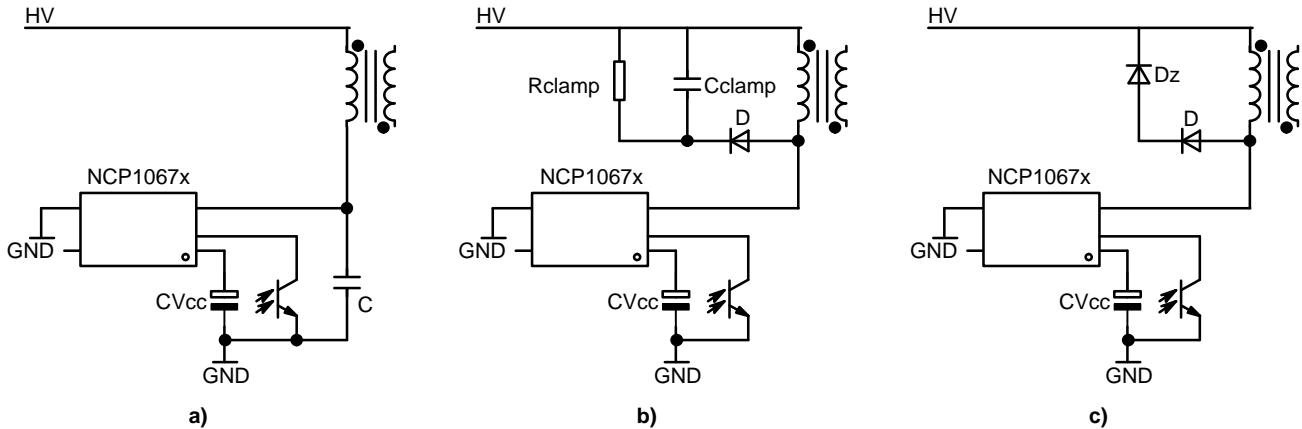 HV
NCP1067x
GND
CVcc
C
GND
a)
HV
Rclamp
Cclamp
D
NCP1067x
GND
CVcc
GND
b)
HV
Dz
D
NCP1067x
GND
CVcc
GND
c)